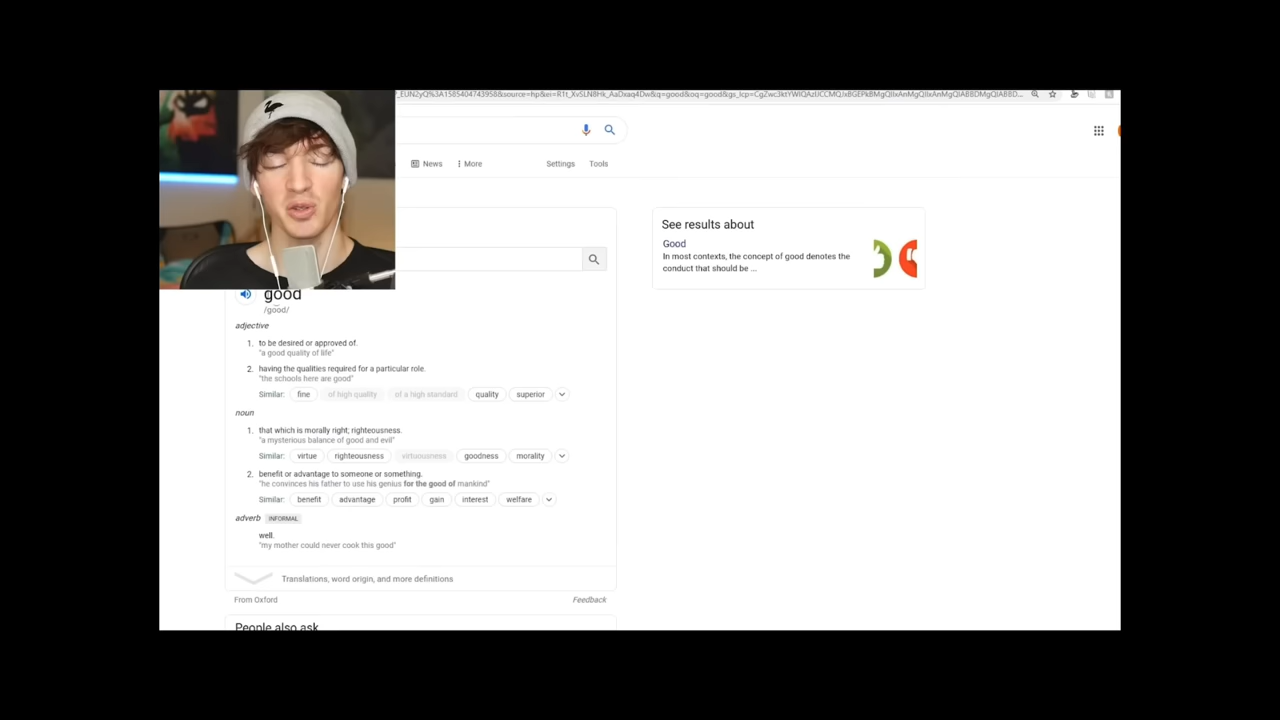 News
More
Settings
Tools
See results about
Good
In most contexts, the concept of good denotes the
conduct that should be ...
good
/good/
adjective
1. to be desired or approved of.
"a good quality of life"
2. having the qualities required for a particular role.
"the schools here are good"
Similar: fine of high quality of a high standard quality superior
noun
1. that which is morally right; righteousness.
"a mysterious balance of good and evil"
Similar: virtue righteousness virtuousness goodness morality
2. benefit or advantage to someone or something.
"he convinces his father to use his genius for the good of mankind"
Similar: benefit advantage profit gain interest welfare
adverb INFORMAL
well.
"my mother could never cook this good"
Translations, word origin, and more definitions
From Oxford
Feedback
People also ask